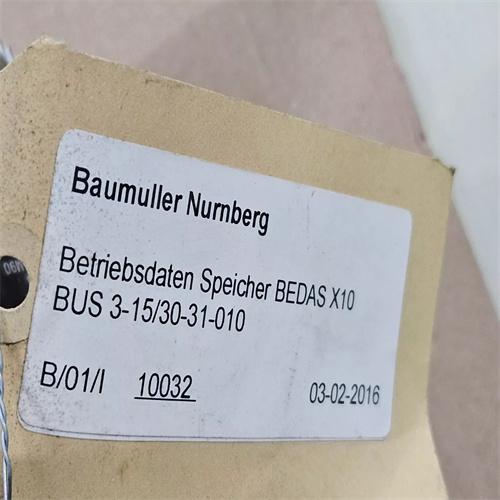 Baumuller Nurnberg
Betriebsdaten Speicher BEDAS X10
BUS 3-15/30-31-010
B/01/I 10032 03-02-2016